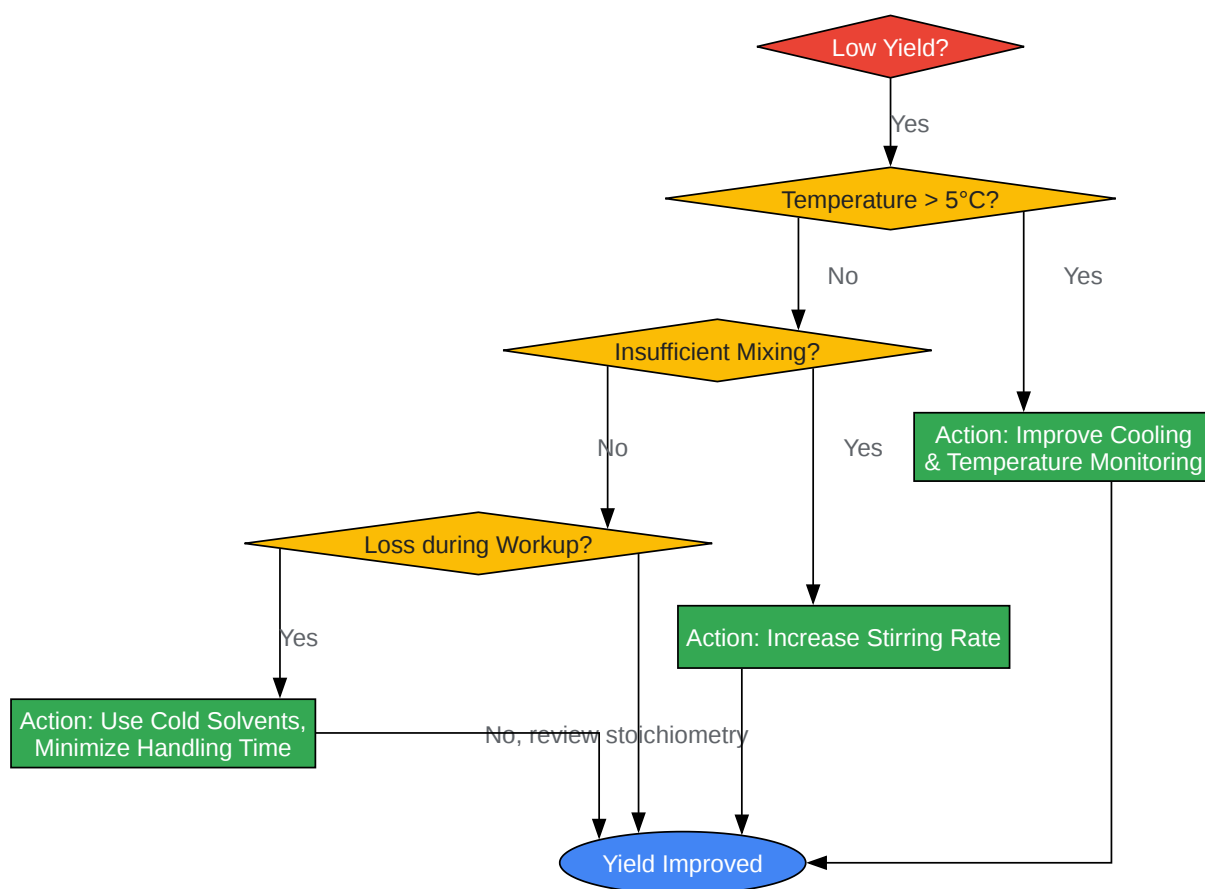 Low Yield?
Yes
Temperature > 5°C?
No
Yes
Insufficient Mixing?
Action: Improve Cooling
& Temperature Monitoring
No
Yes
Loss during Workup?
Yes
Action: Increase Stirring Rate
Action: Use Cold Solvents,
Minimize Handling Time
No, review stoichiometry
Yield Improved